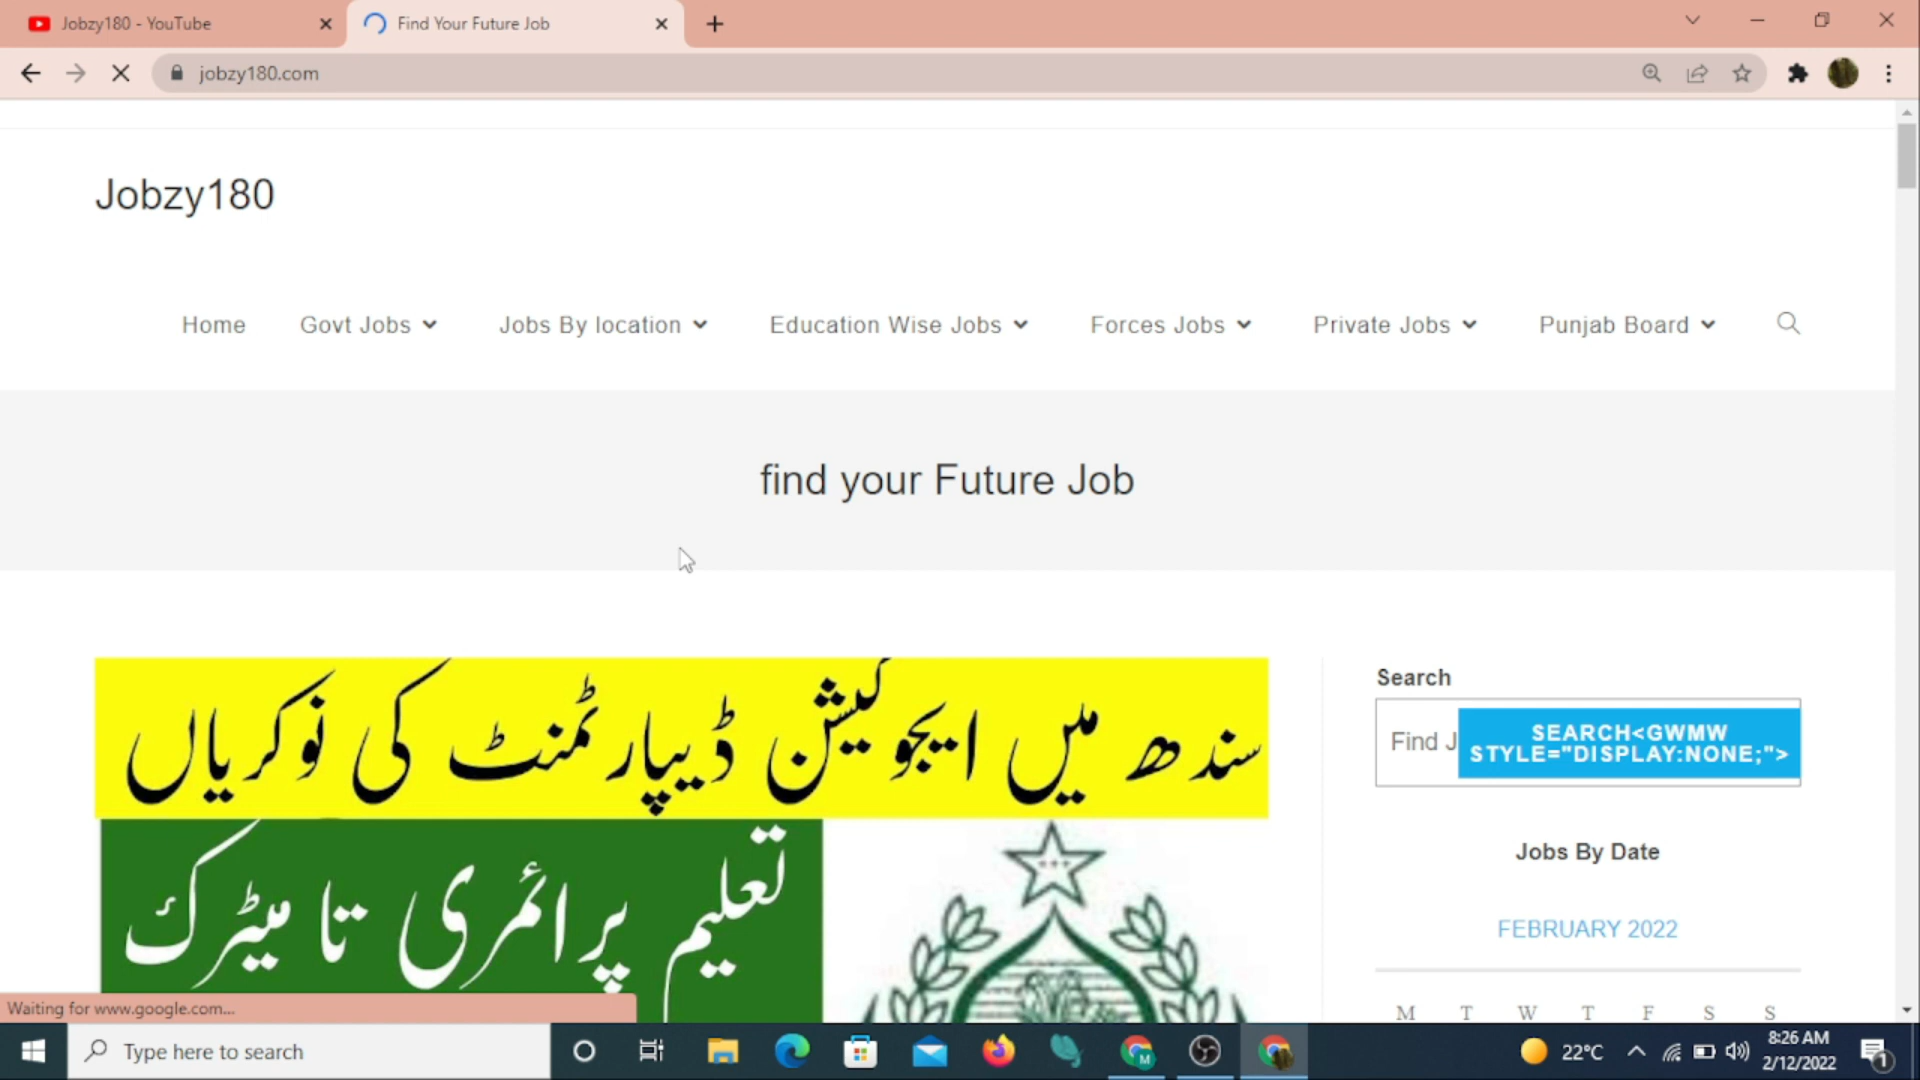 Jobzy180 - YouTube
Find Your Future Job
jobzy180.com
Jobzy180
Home
Govt Jobs
Jobs By location
Education Wise Jobs
Forces Jobs
Private Jobs
Punjab Board
find your Future Job
سندھ میں ایجوکیشن ڈیپارٹمنٹ کی نوکریاں
تعلیم پرائمری تا میٹرک
Search
Find J
SEARCH<GWMW
STYLE="DISPLAY:NONE;">
Jobs By Date
FEBRUARY 2022
M T W T F S S
Waiting for www.google.com...
Type here to search
M
22°C
8:26 AM
2/12/2022
1